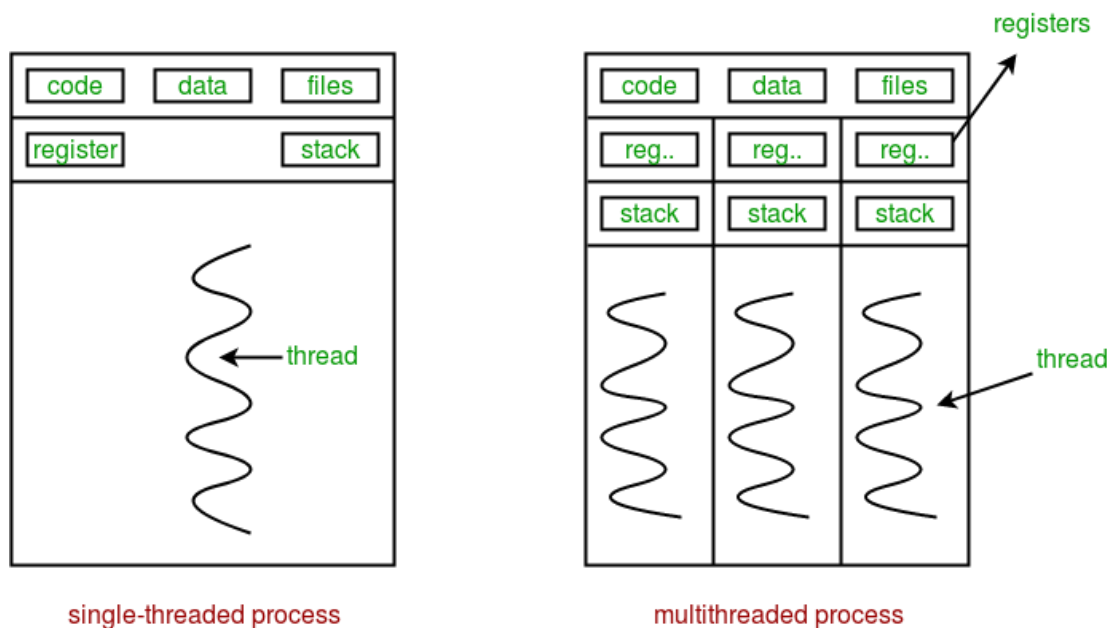 registers
code data files
register stack
thread
single-threaded process
code data files
reg.. reg.. reg..
stack stack stack
thread
multithreaded process